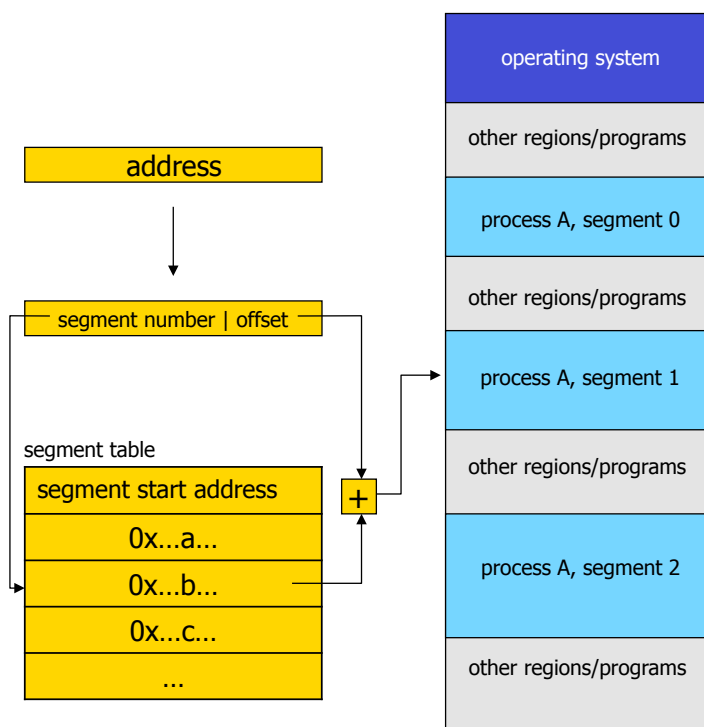 address
segment number | offset
segment table
segment start address
0x...a...
0x...b...
0x...c...
...
+
operating system
other regions/programs
process A, segment 0
other regions/programs
process A, segment 1
other regions/programs
process A, segment 2
other regions/programs